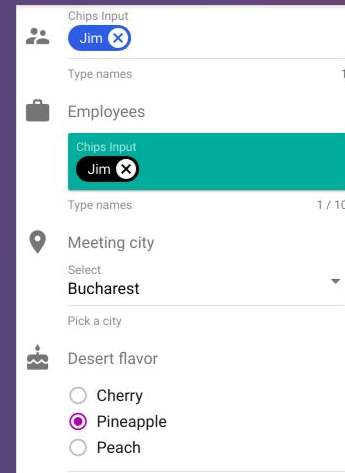 Chips Input
Jim
Type names
Employees
Chips Input
Jim
Type names 1 / 10
Meeting city
Select
Bucharest
Pick a city
Desert flavor
Cherry
Pineapple
Peach